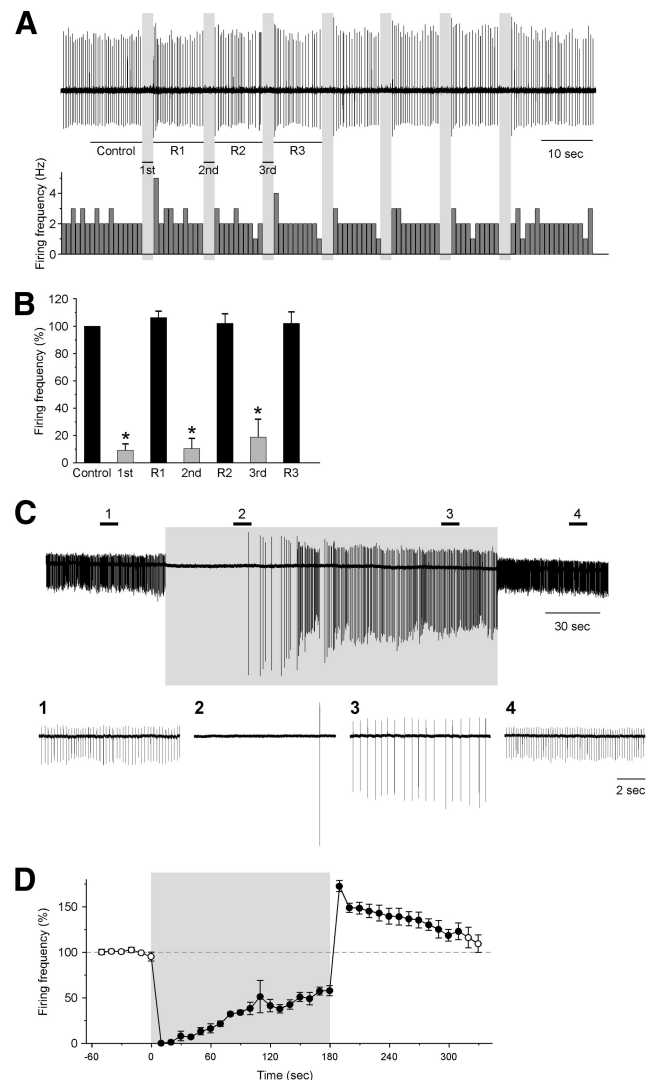 A
Control R1 R2 R3
1st 2nd 3rd
10 sec
Firing frequency (Hz)
4
2
0
B
Firing frequency (%)
120
100
80
60
40
20
0
* * *
Control 1st R1 2nd R2 3rd R3
C
1 2 3 4
30 sec
1 2 3 4
2 sec
D
Firing frequency (%)
150
100
50
0
-60 0 60 120 180 240 300
Time (sec)